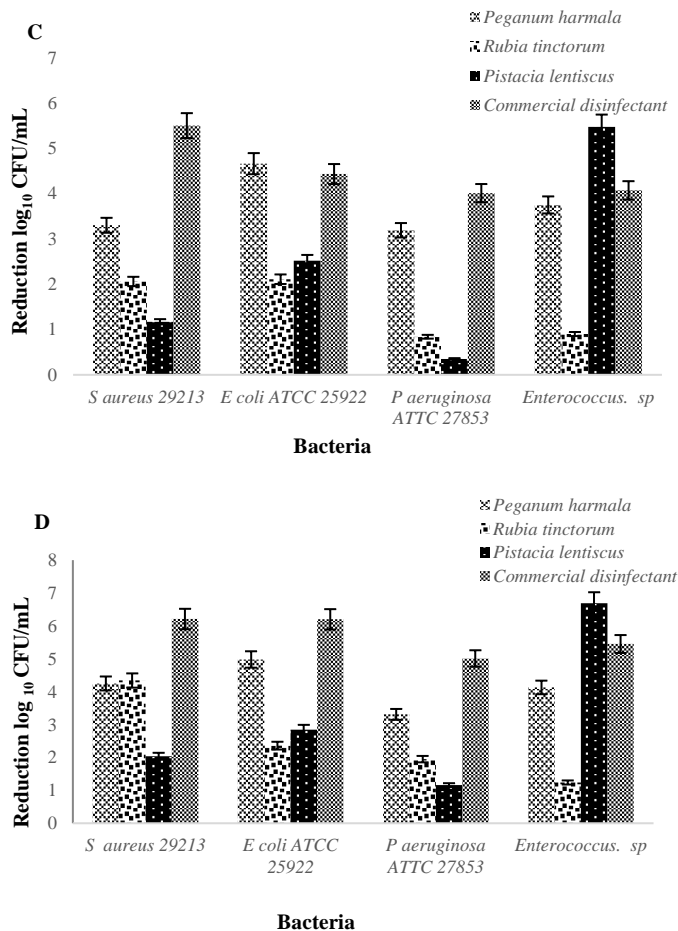 C
Peganum harmala
Rubia tinctorum
Pistacia lentiscus
Commercial disinfectant
Reduction log10 CFU/mL
7
6
5
4
3
2
1
0
S aureus 29213
E coli ATCC 25922
P aeruginosa
ATTC 27853
Enterococcus. sp
Bacteria
D
Peganum harmala
Rubia tinctorum
Pistacia lentiscus
Commercial disinfectant
Reduction log 10 CFU/mL
8
7
6
5
4
3
2
1
0
S aureus 29213
E coli ATCC
25922
P aeruginosa
ATTC 27853
Enterococcus. sp
Bacteria